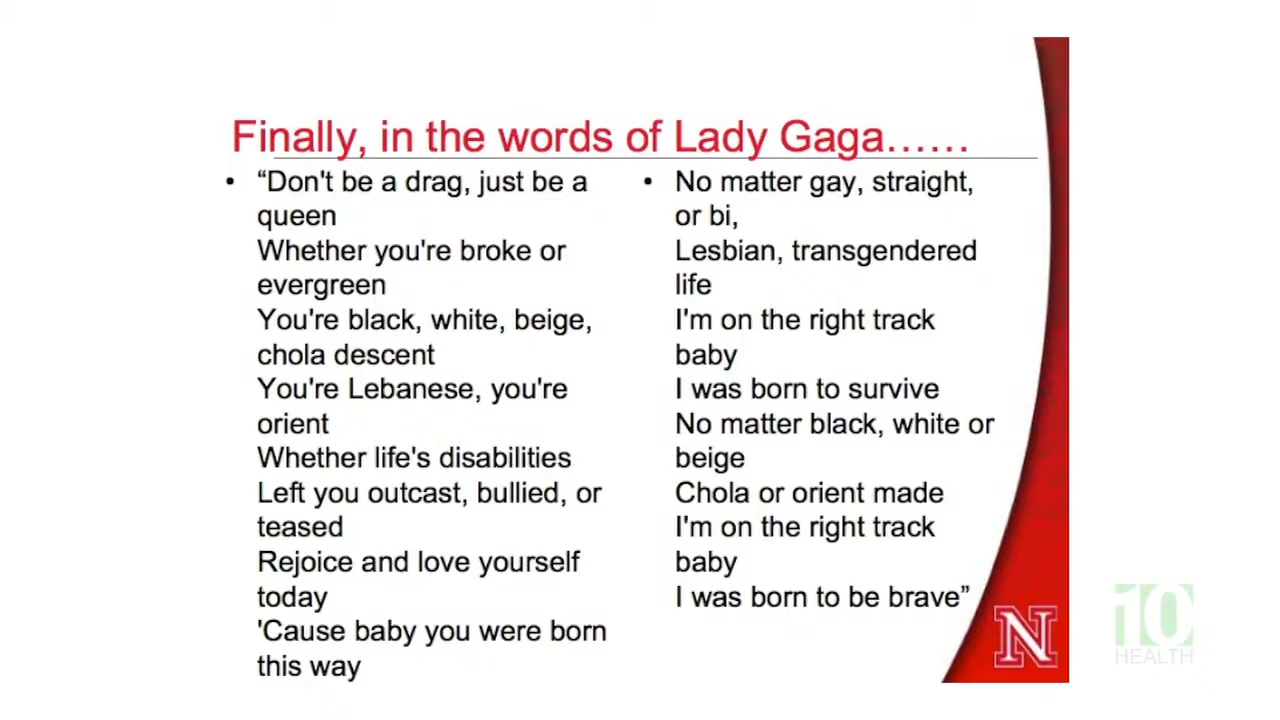 Finally, in the words of Lady Gaga……
• “Don't be a drag, just be a
queen
Whether you're broke or
evergreen
You're black, white, beige,
chola descent
You're Lebanese, you're
orient
Whether life's disabilities
Left you outcast, bullied, or
teased
Rejoice and love yourself
today
'Cause baby you were born
this way
• No matter gay, straight,
or bi,
Lesbian, transgendered
life
I'm on the right track
baby
I was born to survive
No matter black, white or
beige
Chola or orient made
I'm on the right track
baby
I was born to be brave”
N
10
HEALTH